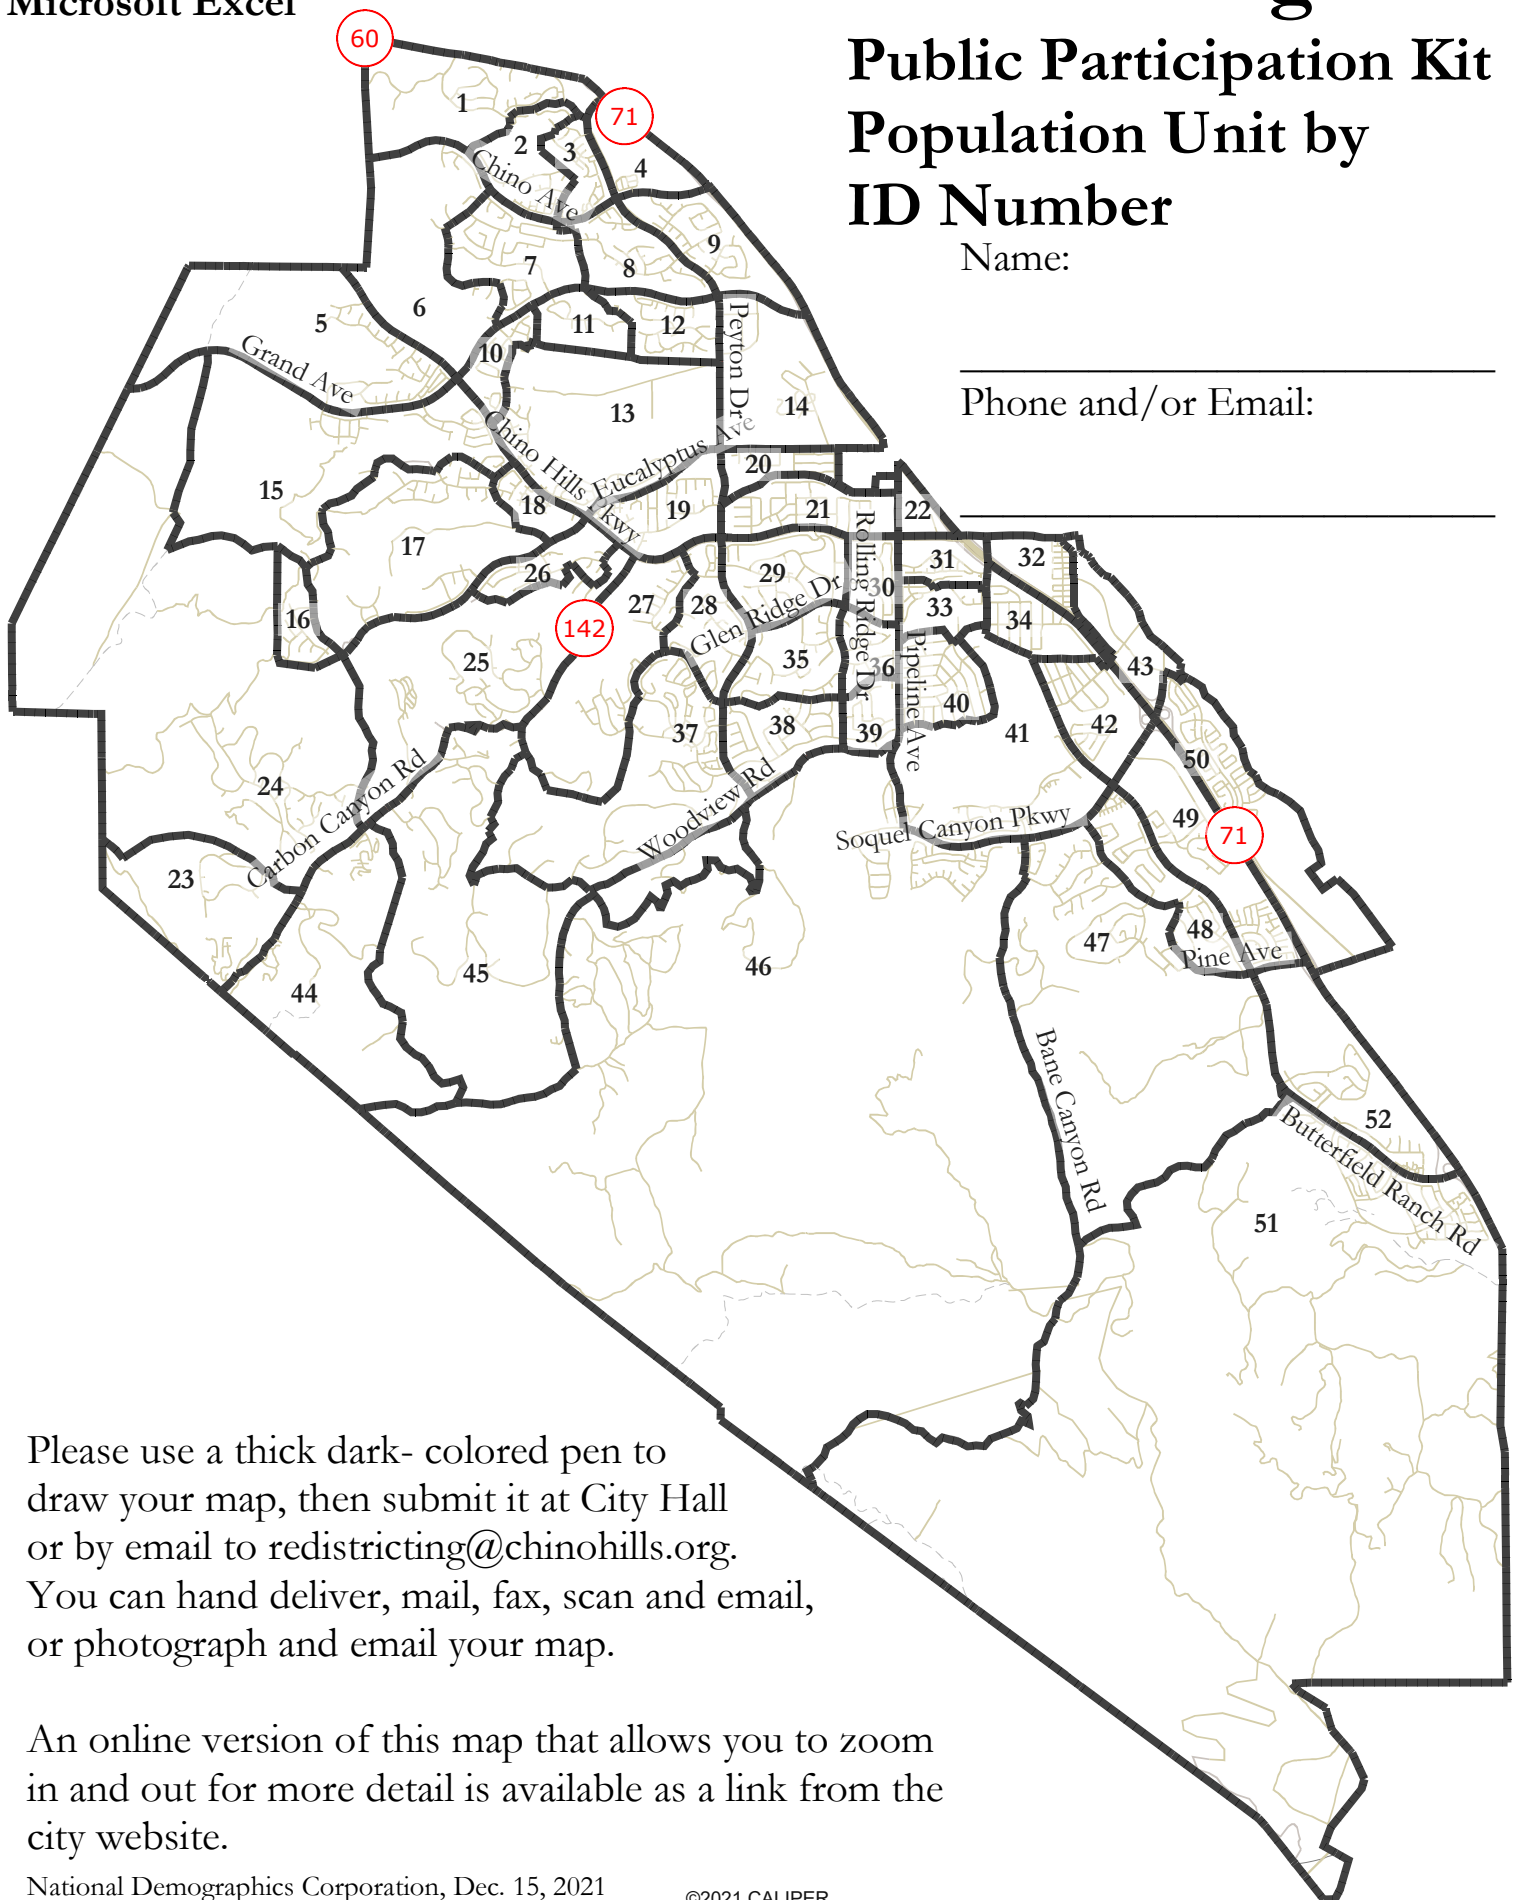 Microsoft Excel
Public Participation Kit
Population Unit by
ID Number
Name:
Phone and/or Email:
60
71
1
2
3
4
Chino Ave
9
7
8
6
5
11
12
Peyton Dr
10
Grand Ave
13
14
Chino Hills Pkwy
Eucalyptus Ave
20
15
18
19
21
22
Rolling Ridge Dr
17
26
29
30
31
32
16
27
28
33
34
142
Glen Ridge Dr
25
35
36
Pipeline Ave
43
40
37
38
39
41
42
50
24
Carbon Canyon Rd
Woodview Rd
Soquel Canyon Pkwy
49
71
23
48
47
Pine Ave
46
45
44
Bane Canyon Rd
52
Butterfield Ranch Rd
51
Please use a thick dark- colored pen to
draw your map, then submit it at City Hall
or by email to redistricting@chinohills.org.
You can hand deliver, mail, fax, scan and email,
or photograph and email your map.
An online version of this map that allows you to zoom
in and out for more detail is available as a link from the
city website.
National Demographics Corporation, Dec. 15, 2021
©2021 CALIPER